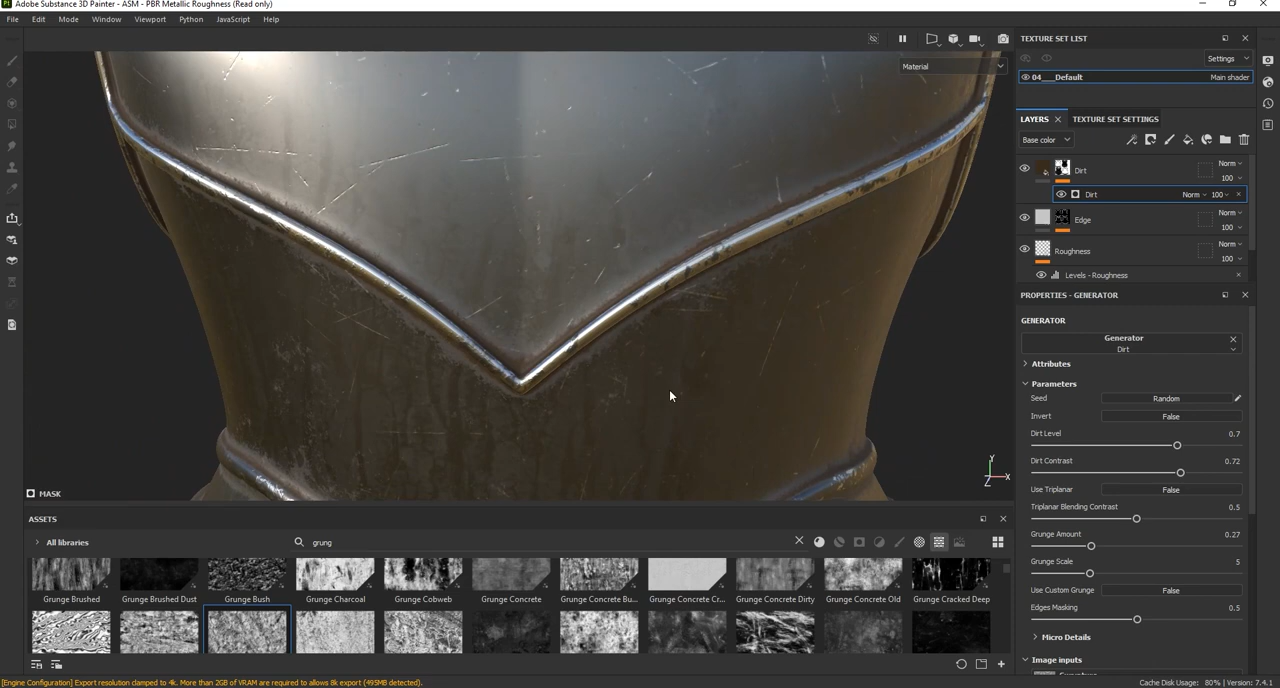 Adobe Substance 3D Painter - ASM - PBR Metallic Roughness (Read only)
File Edit Mode Window Viewport Python JavaScript Help
Material
TEXTURE SET LIST
Settings
04___Default Main shader
LAYERS TEXTURE SET SETTINGS
Base color
Dirt Norm
100
Dirt Norm 100
Edge Norm
100
Roughness Norm
100
Levels - Roughness
PROPERTIES - GENERATOR
GENERATOR
Generator
Dirt
Attributes
Parameters
Seed Random
Invert False
Dirt Level 0.7
Dirt Contrast 0.72
Use Triplanar False
Triplanar Blending Contrast 0.5
Grunge Amount 0.27
Grunge Scale 5
Use Custom Grunge False
Edges Masking 0.5
Micro Details
Image inputs
Y
X
Z
MASK
ASSETS
All libraries grung
Grunge Brushed Grunge Brushed Dust Grunge Bush Grunge Charcoal Grunge Cobweb Grunge Concrete Grunge Concrete Bu... Grunge Concrete Cr... Grunge Concrete Dirty Grunge Concrete Old Grunge Cracked Deep
[Engine Configuration] Export resolution clamped to 4k. More than 2GB of VRAM are required to allows 8k export (495MB detected).
Cache Disk Usage: 80% | Version: 7.4.1